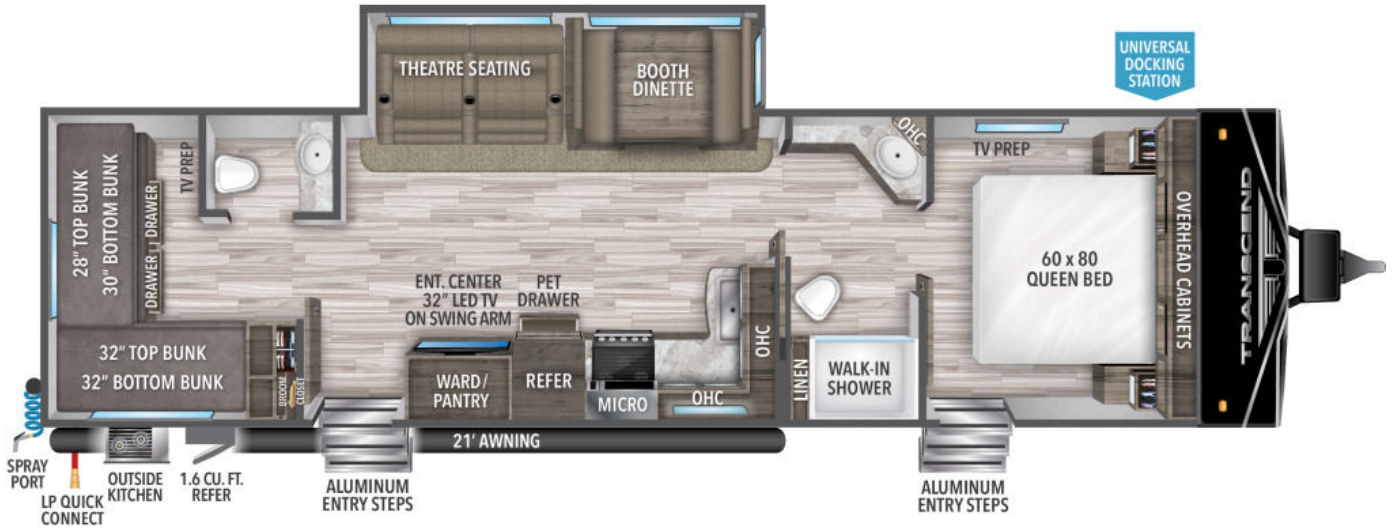 THEATRE SEATING
BOOTH
DINETTE
UNIVERSAL
DOCKING
STATION
28" TOP BUNK
30" BOTTOM BUNK
DRAWER
DRAWER
TV PREP
OHC
TV PREP
60 x 80
QUEEN BED
OVERHEAD CABINETS
TRANSCEND
ENT. CENTER
32" LED TV
ON SWING ARM
PET
DRAWER
32" TOP BUNK
32" BOTTOM BUNK
BROOM
CLOSET
WARD/
PANTRY
REFER
MICRO
OHC
OHC
LINEN
WALK-IN
SHOWER
21' AWNING
SPRAY
PORT
LP QUICK
CONNECT
OUTSIDE
KITCHEN
1.6 CU. FT.
REFER
ALUMINUM
ENTRY STEPS
ALUMINUM
ENTRY STEPS